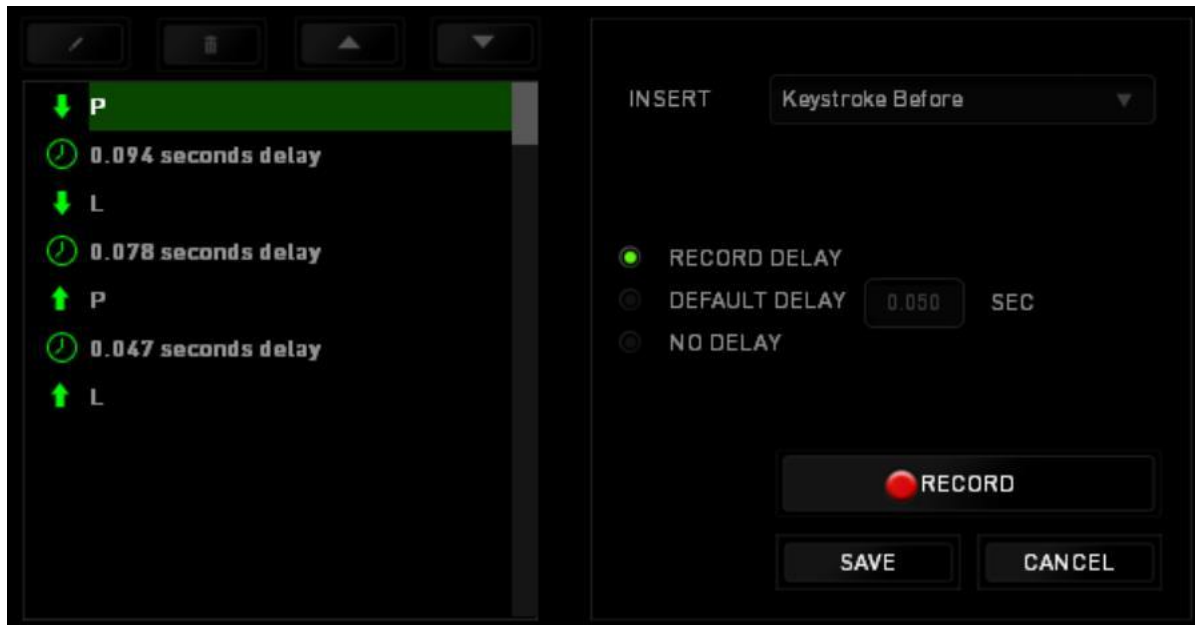 P
0.094 seconds delay
L
0.078 seconds delay
P
0.047 seconds delay
L
INSERT Keystroke Before
RECORD DELAY
DEFAULT DELAY 0.050 SEC
NO DELAY
RECORD
SAVE CANCEL